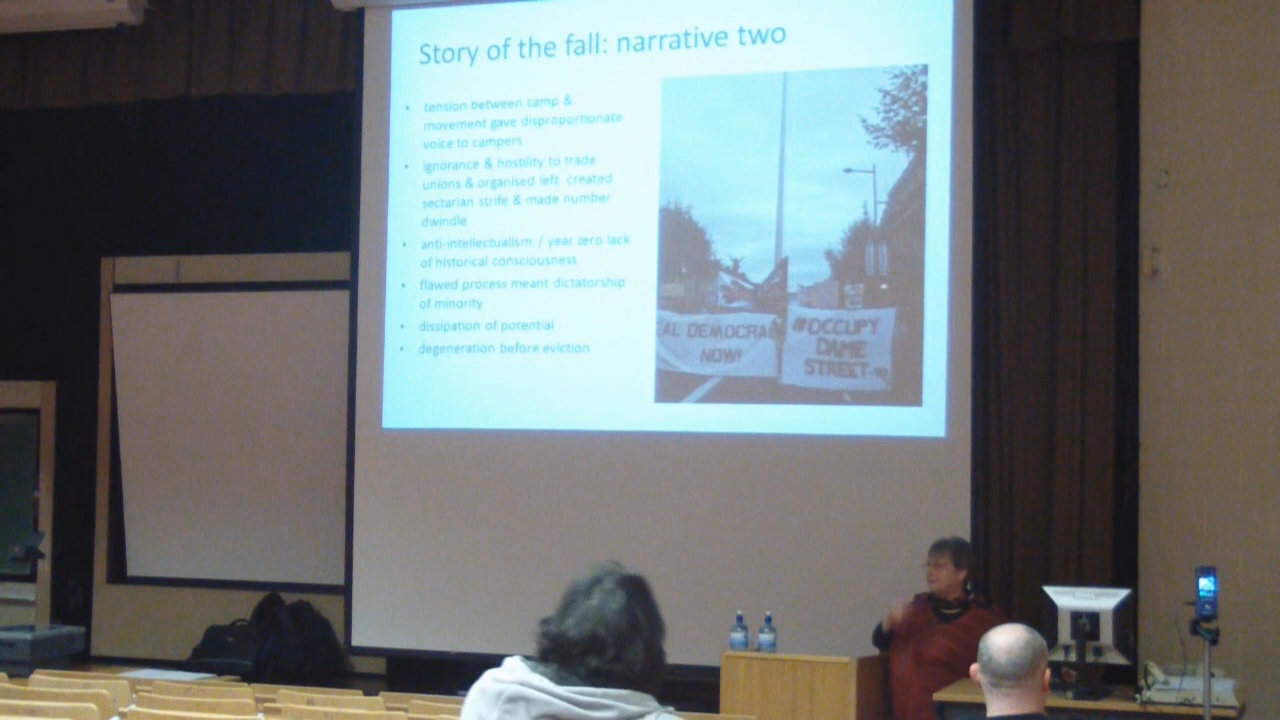 Story of the fall: narrative two
• tension between camp &
movement gave disproportionate
voice to campers
• ignorance & hostility to trade
unions & organised left created
sectarian strife & made number
dwindle
• anti-intellectualism / year zero lack
of historical consciousness
• flawed process meant dictatorship
of minority
• dissipation of potential
• degeneration before eviction
EAL DEMOCRA
NOW!
#OCCUPY
DAME
STREET